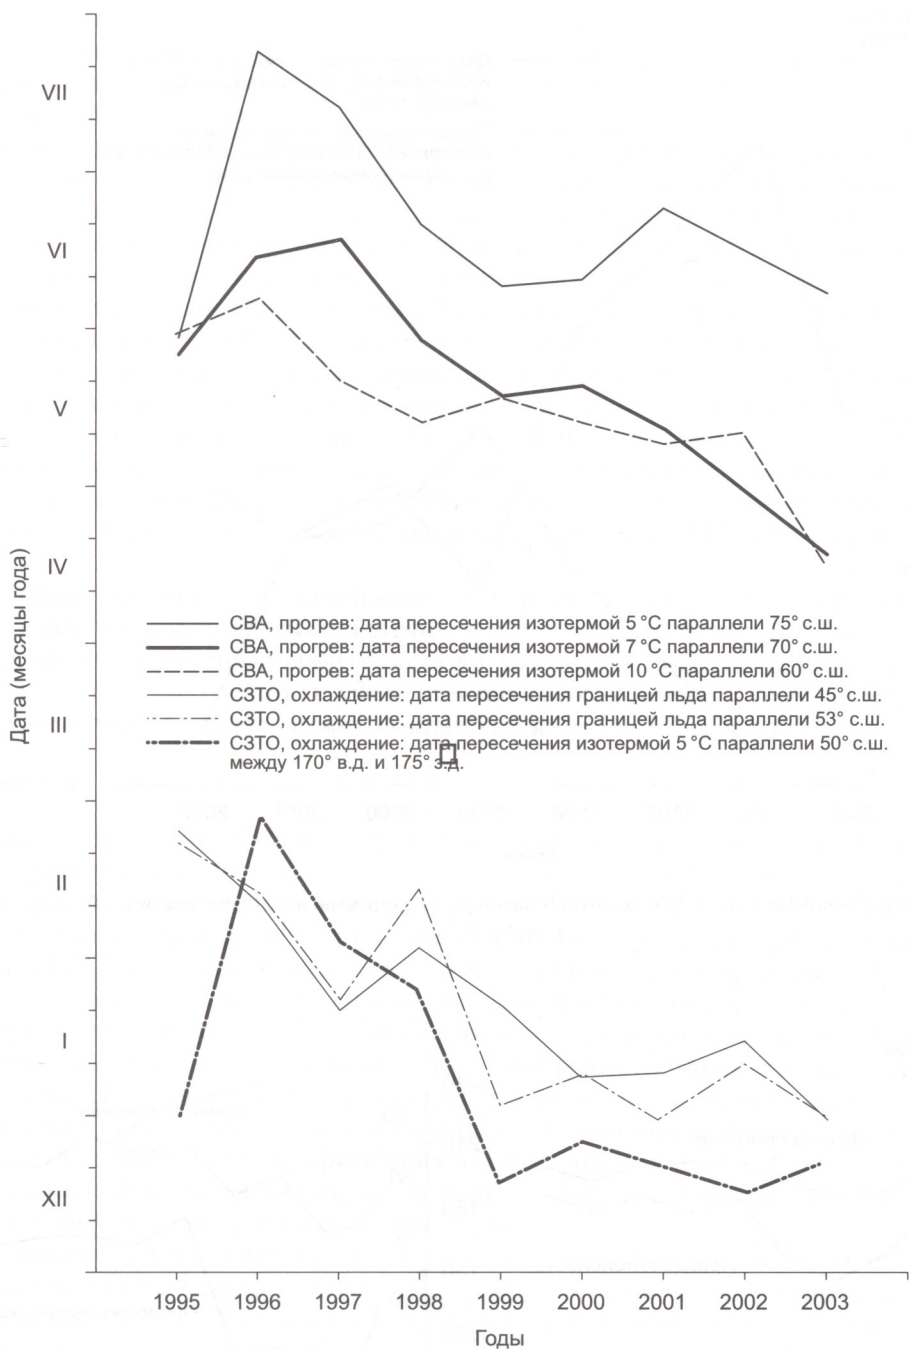 VII
VI
V
IV
III
II
I
XII
Дата (месяцы года)
СВА, прогрев: дата пересечения изотермой 5 °С параллели 75° с.ш.
СВА, прогрев: дата пересечения изотермой 7 °С параллели 70° с.ш.
СВА, прогрев: дата пересечения изотермой 10 °С параллели 60° с.ш.
СЗТО, охлаждение: дата пересечения границей льда параллели 45° с.ш.
СЗТО, охлаждение: дата пересечения границей льда параллели 53° с.ш.
СЗТО, охлаждение: дата пересечения изотермой 5 °С параллели 50° с.ш.
между 170° в.д. и 175° з.д.
1995 1996 1997 1998 1999 2000 2001 2002 2003
Годы